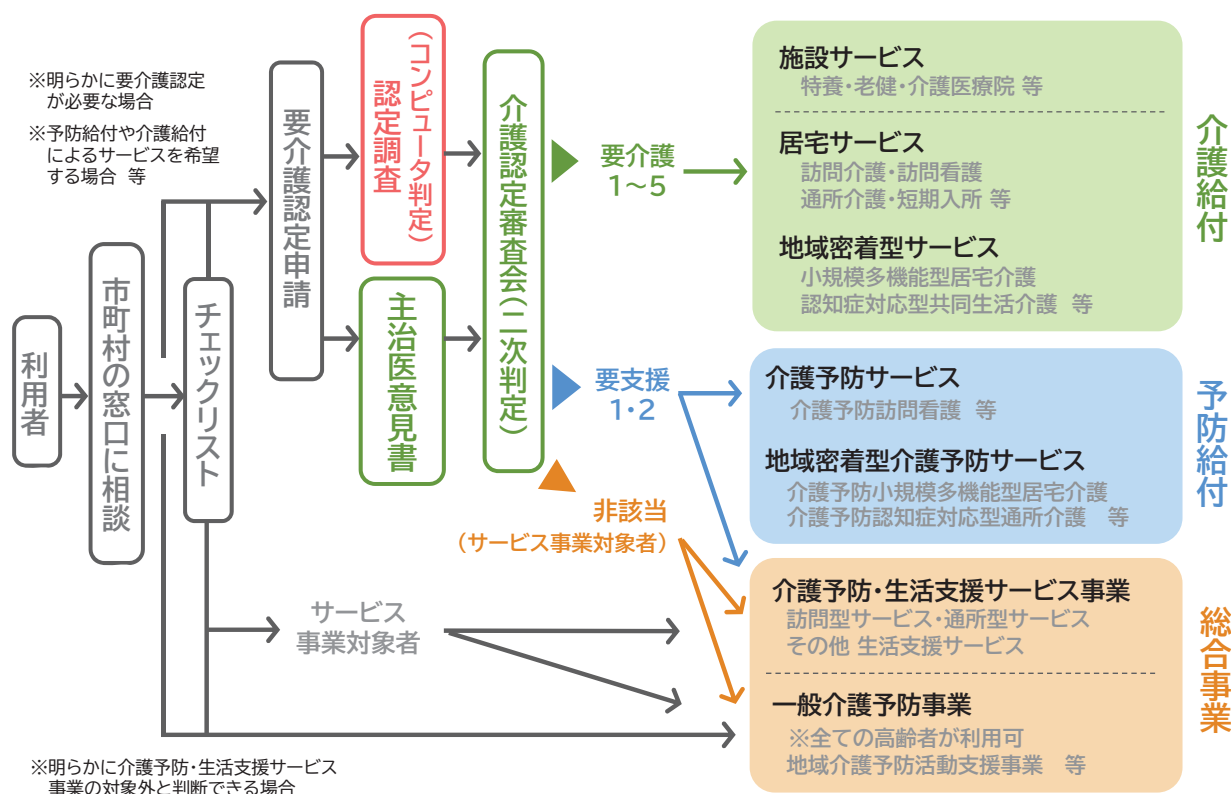 ※明らかに要介護認定
が必要な場合
※予防給付や介護給付
によるサービスを希望
する場合 等
利用者
市町村の窓口に相談
チェックリスト
要介護認定申請
認定調査
(コンピュータ判定)
主治医意見書
介護認定審査会(二次判定)
要介護
1～5
要支援
1・2
非該当
(サービス事業対象者)
サービス
事業対象者
※明らかに介護予防・生活支援サービス
事業の対象外と判断できる場合
施設サービス
特養・老健・介護医療院 等
居宅サービス
訪問介護・訪問看護
通所介護・短期入所 等
地域密着型サービス
小規模多機能型居宅介護
認知症対応型共同生活介護 等
介護給付
介護予防サービス
介護予防訪問看護 等
地域密着型介護予防サービス
介護予防小規模多機能型居宅介護
介護予防認知症対応型通所介護 等
予防給付
介護予防・生活支援サービス事業
訪問型サービス・通所型サービス
その他 生活支援サービス
一般介護予防事業
※全ての高齢者が利用可
地域介護予防活動支援事業 等
総合事業